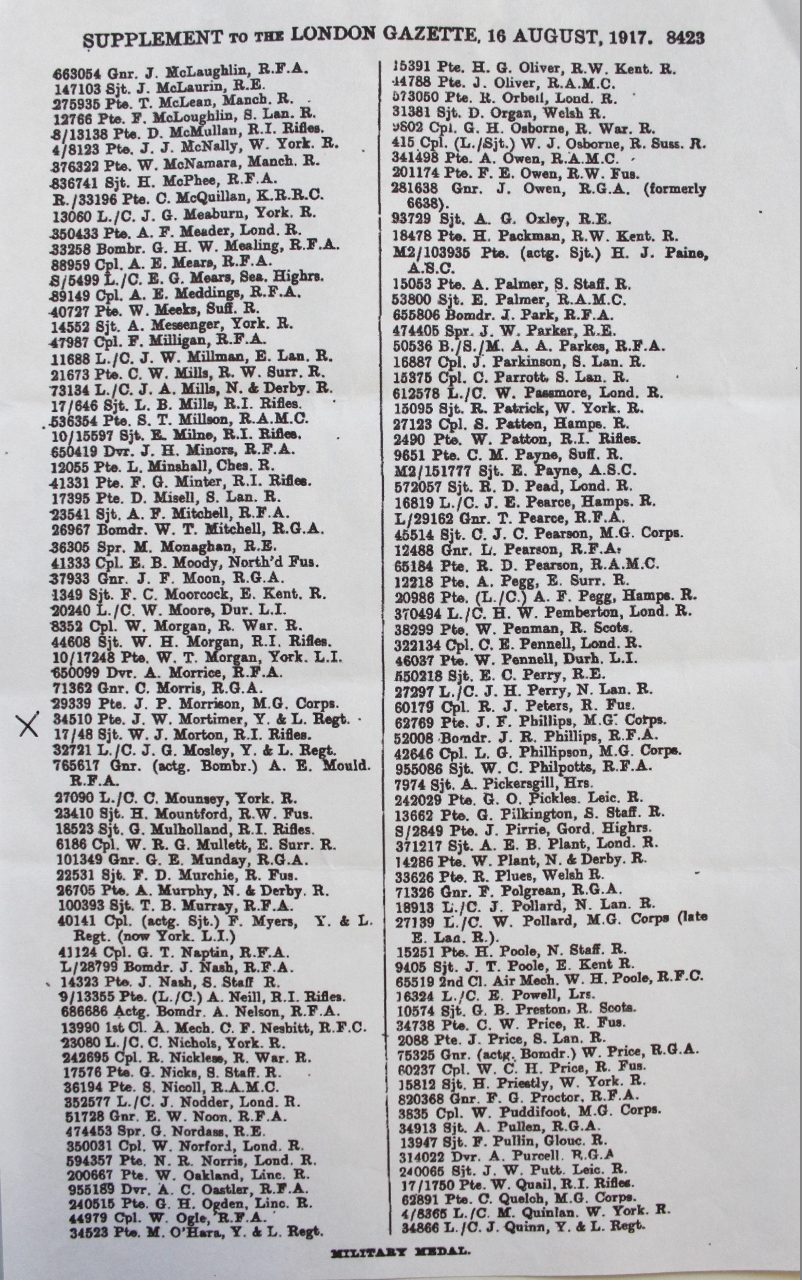 SUPPLEMENT TO THE LONDON GAZETTE, 16 AUGUST, 1917. 8423
663054 Gnr. J. McLaughlin, R.F.A.
147103 Sjt. J. McLaurin, R.E.
275935 Pte. T. McLean, Manch. R.
12766 Pte. F. McLoughlin, S. Lan. R.
8/13138 Pte. D. McMullan, R.I. Rifles.
4/8123 Pte. J. J. McNally, W. York. R.
376322 Pte. W. McNamara, Manch. R.
836741 Sjt. H. McPhee, R.F.A.
R./33196 Pte. C. McQuillan, K.R.R.C.
13060 L./C. J. G. Meaburn, York. R.
350433 Pte. A. F. Meader, Lond. R.
33258 Bombr. G. H. W. Mealing, R.F.A.
88959 Cpl. A. E. Mears, R.F.A.
S/5499 L./C. E. G. Mears, Sea. Highrs.
89149 Cpl. A. E. Meddings, R.F.A.
40727 Pte. W. Meeks, Suff. R.
14552 Sjt. A. Messenger, York. R.
47987 Cpl. F. Milligan, R.F.A.
11688 L./C. J. W. Millman, E. Lan. R.
21673 Pte. C. W. Mills, R. W. Surr. R.
73134 L./C. J. A. Mills, N. & Derby. R.
17/646 Sjt. L. B. Mills, R.I. Rifles.
536354 Pte. S. T. Millson, R.A.M.C.
10/15597 Sjt. R. Milne, R.I. Rifles.
650419 Dvr. J. H. Minors, R.F.A.
12055 Pte. L. Minshall, Ches. R.
41331 Pte. F. G. Minter, R.I. Rifles.
17395 Pte. D. Misell, S. Lan. R.
23541 Sjt. A. F. Mitchell, R.F.A.
26967 Bomdr. W. T. Mitchell, R.G.A.
36305 Spr. M. Monaghan, R.E.
41333 Cpl. E. B. Moody, North'd Fus.
37933 Gnr. J. F. Moon, R.G.A.
1349 Sjt. F. C. Moorcock, E. Kent. R.
20240 L./C. W. Moore, Dur. L.I.
8352 Cpl. W. Morgan, R. War. R.
44608 Sjt. W. H. Morgan, R.I. Rifles.
10/17248 Pte. W. T. Morgan, York. L.I.
650099 Dvr. A. Morrice, R.F.A.
71362 Gnr. C. Morris, R.G.A.
29339 Pte. J. P. Morrison, M.G. Corps.
X 34510 Pte. J. W. Mortimer, Y. & L. Regt.
17/48 Sjt. W. J. Morton, R.I. Rifles.
32721 L./C. J. G. Mosley, Y. & L. Regt.
765617 Gnr. (actg. Bombr.) A. E. Mould.
R.F.A.
27090 L./C. C. Mounsey, York. R.
23410 Sjt. H. Mountford, R.W. Fus.
18523 Sjt. G. Mulholland, R.I. Rifles.
6186 Cpl. W. R. G. Mullett, E. Surr. R.
101349 Gnr. G. E. Munday, R.G.A.
22531 Sjt. F. D. Murchie, R. Fus.
26705 Pte. A. Murphy, N. & Derby. R.
100393 Sjt. T. B. Murray, R.F.A.
40141 Cpl. (actg. Sjt.) F. Myers, Y. & L.
Regt. (now York. L.I.)
41124 Cpl. G. T. Naptin, R.F.A.
L/28799 Bomdr. J. Nash, R.F.A.
14323 Pte. J. Nash, S. Staff R.
9/13355 Pte. (L./C.) A. Neill, R.I. Rifles.
686686 Actg. Bomdr. A. Nelson, R.F.A.
13990 1st Cl. A. Mech. C. F. Nesbitt, R.F.C.
23080 L./C. C. Nichols, York. R.
242695 Cpl. R. Nickless, R. War. R.
17576 Pte. G. Nicks, S. Staff. R.
36194 Pte. S. Nicoll, R.A.M.C.
352577 L./C. J. Nodder, Lond. R.
51728 Gnr. E. W. Noon, R.F.A.
474453 Spr. G. Nordass, R.E.
350031 Cpl. W. Norford, Lond. R.
594357 Pte. N. R. Norris, Lond. R.
200667 Pte. W. Oakland, Linc. R.
955189 Dvr. A. C. Oastler, R.F.A.
240515 Pte. G. H. Ogden, Linc. R.
44979 Cpl. W. Ogle, R.F.A.
34523 Pte. M. O'Hara, Y. & L. Regt.
15391 Pte. H. G. Oliver, R.W. Kent. R.
44788 Pte. J. Oliver, R.A.M.C.
573050 Pte. R. Orbell, Lond. R.
31381 Sjt. D. Organ, Welsh R.
9802 Cpl. G. H. Osborne, R. War. R.
415 Cpl. (L./Sjt.) W. J. Osborne, R. Suss. R.
341498 Pte. A. Owen, R.A.M.C.
201174 Pte. F. E. Owen, R.W. Fus.
281638 Gnr. J. Owen, R.G.A. (formerly
6638).
93729 Sjt. A. G. Oxley, R.E.
18478 Pte. H. Packman, R.W. Kent. R.
M2/103935 Pte. (actg. Sjt.) H. J. Paine,
A.S.C.
15053 Pte. A. Palmer, S. Staff. R.
53800 Sjt. E. Palmer, R.A.M.C.
655806 Bomdr. J. Park, R.F.A.
474405 Spr. J. W. Parker, R.E.
50536 B./S./M. A. A. Parkes, R.F.A.
16887 Cpl. J. Parkinson, S. Lan. R.
15375 Cpl. C. Parrott, S. Lan. R.
612578 L./C. W. Passmore, Lond. R.
15095 Sjt. R. Patrick, W. York. R.
27123 Cpl. S. Patten, Hamps. R.
2490 Pte. W. Patton, R.I. Rifles.
9651 Pte. C. M. Payne, Suff. R.
M2/151777 Sjt. E. Payne, A.S.C.
572057 Sjt. R. D. Pead, Lond. R.
16819 L./C. J. E. Pearce, Hamps. R.
L/29162 Gnr. T. Pearce, R.F.A.
45514 Sjt. C. J. C. Pearson, M.G. Corps.
12488 Gnr. L. Pearson, R.F.A.
65184 Pte. R. D. Pearson, R.A.M.C.
12218 Pte. A. Pegg, E. Surr. R.
20986 Pte. (L./C.) A. F. Pegg, Hamps. R.
370494 L./C. H. W. Pemberton, Lond. R.
38299 Pte. W. Penman, R. Scots.
322134 Cpl. C. E. Pennell, Lond. R.
46037 Pte. W. Pennell, Durh. L.I.
550218 Sjt. E. C. Perry, R.E.
27297 L./C. J. H. Perry, N. Lan. R.
60179 Cpl. R. J. Peters, R. Fus.
62769 Pte. J. F. Phillips, M.G. Corps.
52008 Bomdr. J. R. Phillips, R.F.A.
42646 Cpl. L. G. Phillipson, M.G. Corps.
955086 Sjt. W. C. Philpotts, R.F.A.
7974 Sjt. A. Pickersgill, Hrs.
242029 Pte. G. O. Pickles. Leic. R.
13662 Pte. G. Pilkington, S. Staff. R.
S/2849 Pte. J. Pirrie, Gord. Highrs.
371217 Sjt. A. E. B. Plant, Lond. R.
14286 Pte. W. Plant, N. & Derby. R.
33626 Pte. R. Plues, Welsh R.
71326 Gnr. F. Polgrean, R.G.A.
18913 L./C. J. Pollard, N. Lan. R.
27139 L./C. W. Pollard, M.G. Corps (late
E. Lan. R.).
15251 Pte. H. Poole, N. Staff. R.
9405 Sjt. J. T. Poole, E. Kent R.
65519 2nd Cl. Air Mech. W. H. Poole, R.F.C.
16324 L./C. E. Powell, Lrs.
10574 Sjt. G. B. Preston, R. Scots.
34738 Pte. C. W. Price, R. Fus.
2088 Pte. J. Price, S. Lan. R.
75325 Gnr. (actg. Bomdr.) W. Price, R.G.A.
60237 Cpl. W. C. H. Price, R. Fus.
15812 Sjt. H. Priestly, W. York. R.
820368 Gnr. F. G. Proctor, R.F.A.
3835 Cpl. W. Puddifoot, M.G. Corps.
34913 Sjt. A. Pullen, R.G.A.
13947 Sjt. F. Pullin, Glouc. R.
314022 Dvr. A. Purcell. R.G.A
240065 Sjt. J. W. Putt. Leic. R.
17/1750 Pte. W. Quail, R.I. Rifles.
62891 Pte. C. Quelch, M.G. Corps.
4/8365 L./C. M. Quinlan. W. York. R.
34866 L./C. J. Quinn, Y. & L. Regt.
MILITARY MEDAL.